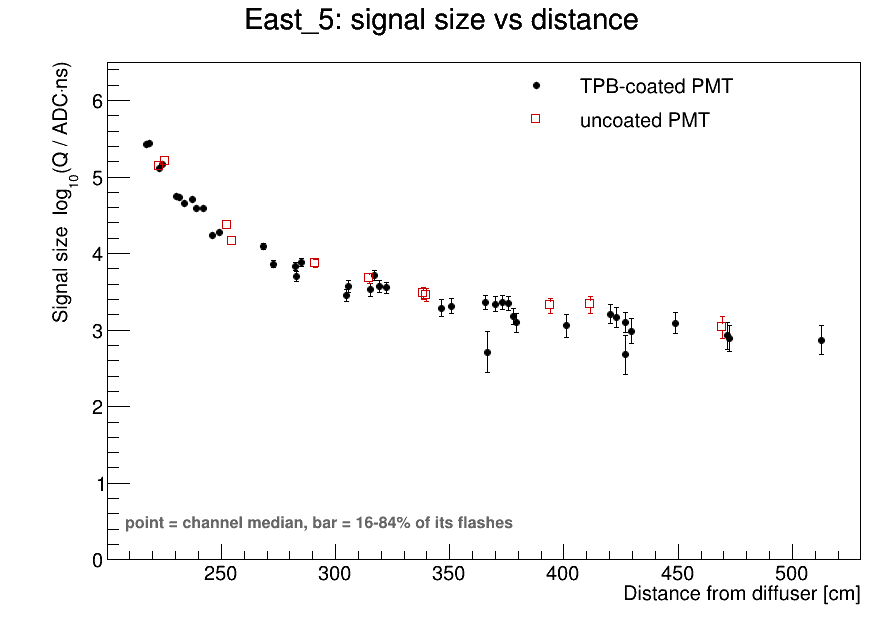 East_5: signal size vs distance
Signal size log10(Q / ADC·ns)
TPB-coated PMT
uncoated PMT
6
5
4
3
2
1
0
point = channel median, bar = 16-84% of its flashes
250 300 350 400 450 500
Distance from diffuser [cm]